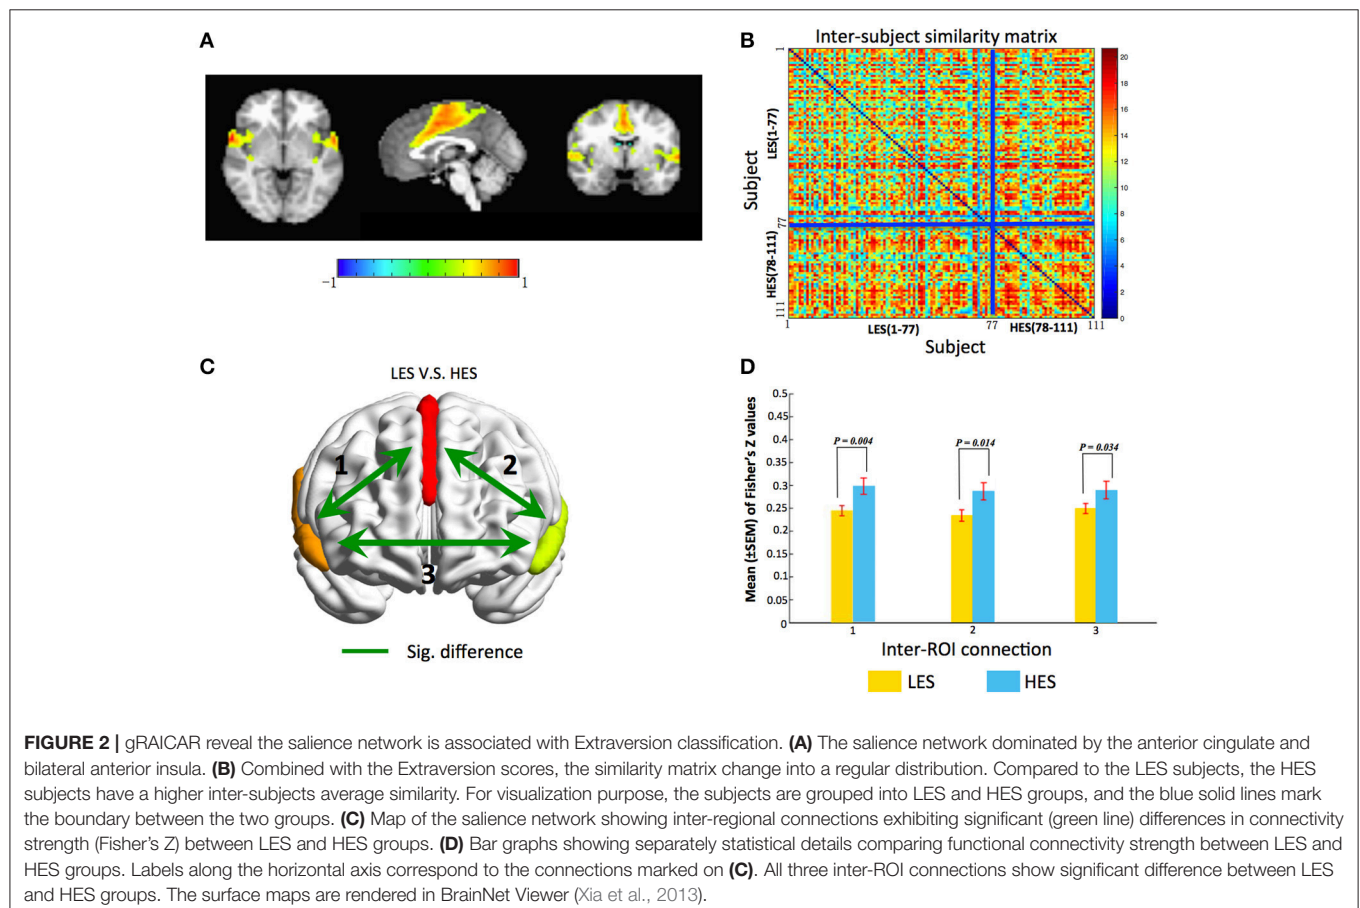 A
-1
1
B
Inter-subject similarity matrix
1
LES(1-77)
Subject
77
HES(78-111)
111
1
LES(1-77)
77
HES(78-111)
111
Subject
20
18
16
14
12
10
8
6
4
2
0
C
LES V.S. HES
1
2
3
Sig. difference
D
Mean (±SEM) of Fisher's Z values
0.5
0.45
0.4
0.35
0.3
0.25
0.2
0.15
0.1
0.05
0
P = 0.004
P = 0.014
P = 0.034
1
2
3
Inter-ROI connection
LES
HES
FIGURE 2 | gRAICAR reveal the salience network is associated with Extraversion classification. (A) The salience network dominated by the anterior cingulate and
bilateral anterior insula. (B) Combined with the Extraversion scores, the similarity matrix change into a regular distribution. Compared to the LES subjects, the HES
subjects have a higher inter-subjects average similarity. For visualization purpose, the subjects are grouped into LES and HES groups, and the blue solid lines mark
the boundary between the two groups. (C) Map of the salience network showing inter-regional connections exhibiting significant (green line) differences in connectivity
strength (Fisher's Z) between LES and HES groups. (D) Bar graphs showing separately statistical details comparing functional connectivity strength between LES and
HES groups. Labels along the horizontal axis correspond to the connections marked on (C). All three inter-ROI connections show significant difference between LES
and HES groups. The surface maps are rendered in BrainNet Viewer (Xia et al., 2013).